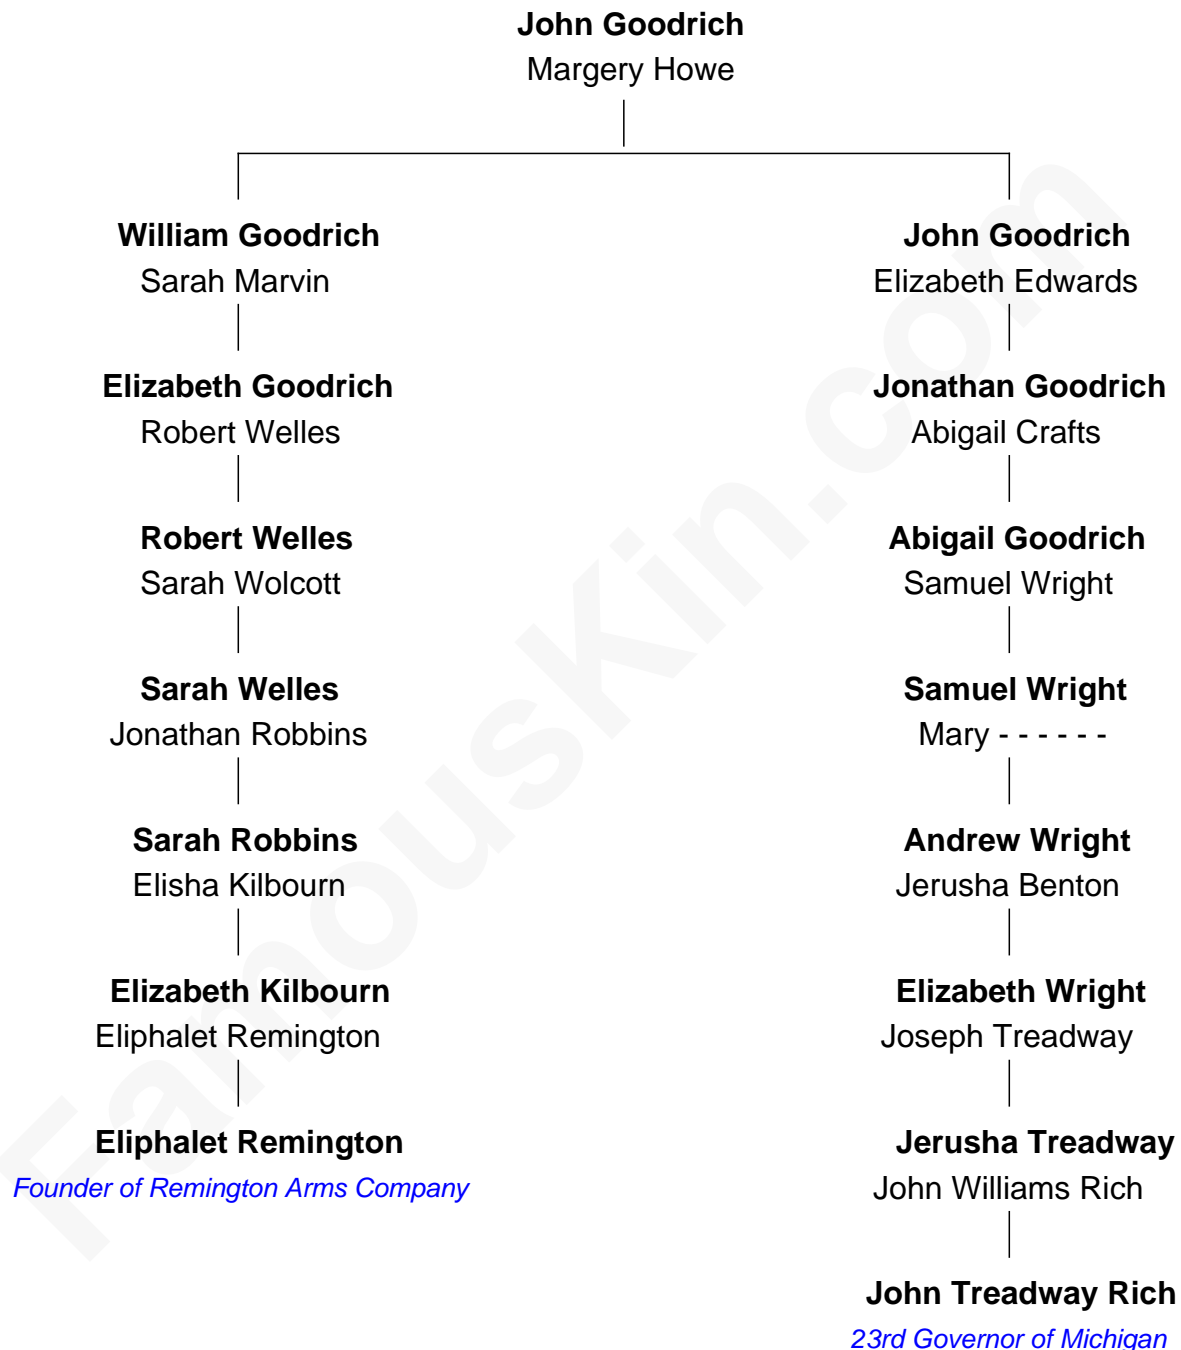 John Goodrich
Margery Howe
William Goodrich
Sarah Marvin
John Goodrich
Elizabeth Edwards
Elizabeth Goodrich
Robert Welles
Jonathan Goodrich
Abigail Crafts
Robert Welles
Sarah Wolcott
Abigail Goodrich
Samuel Wright
Sarah Welles
Jonathan Robbins
Samuel Wright
Mary - - - - - -
Sarah Robbins
Elisha Kilbourn
Andrew Wright
Jerusha Benton
Elizabeth Kilbourn
Eliphalet Remington
Elizabeth Wright
Joseph Treadway
Eliphalet Remington
Founder of Remington Arms Company
Jerusha Treadway
John Williams Rich
John Treadway Rich
23rd Governor of Michigan
FamousKin.com